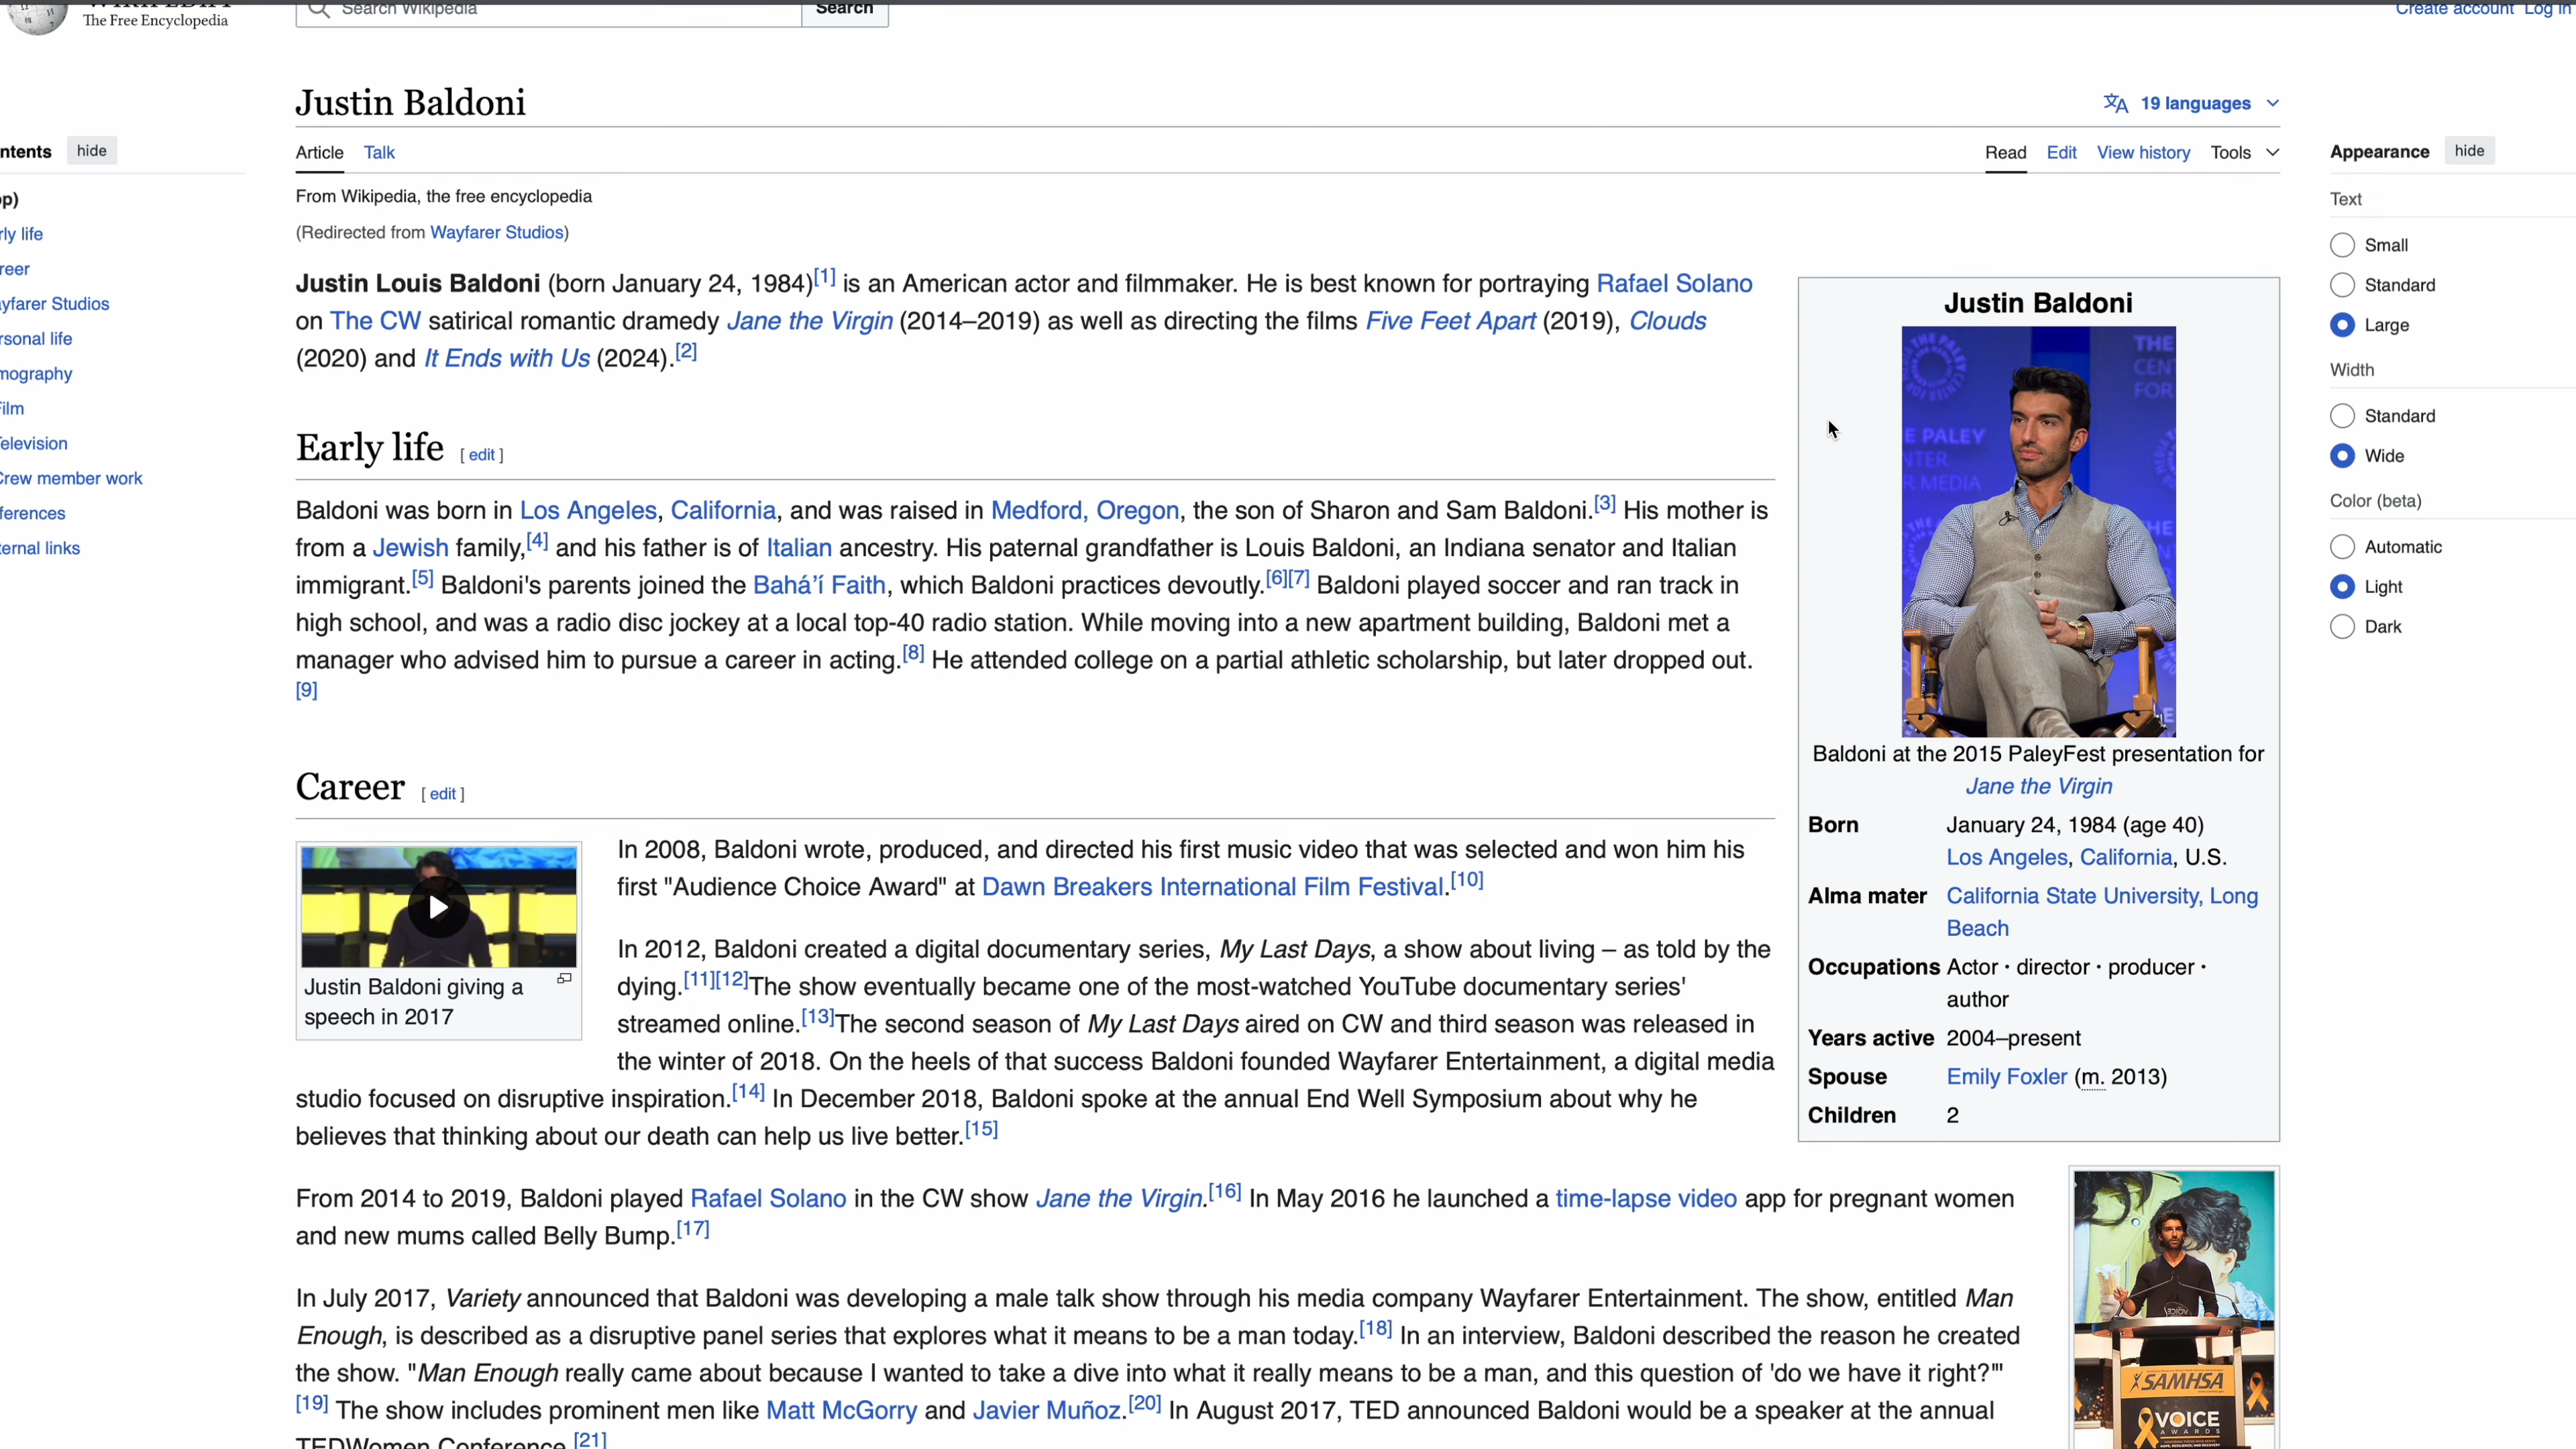 The Free Encyclopedia
Search Wikipedia
Search
Create account Log in
ntents hide
op)
rly life
reer
yfarer Studios
rsonal life
mography
Film
Television
Crew member work
ferences
ternal links
Justin Baldoni
19 languages
Article Talk
Read Edit View history Tools
From Wikipedia, the free encyclopedia
(Redirected from Wayfarer Studios)
Justin Louis Baldoni (born January 24, 1984)[1] is an American actor and filmmaker. He is best known for portraying Rafael Solano
on The CW satirical romantic dramedy Jane the Virgin (2014–2019) as well as directing the films Five Feet Apart (2019), Clouds
(2020) and It Ends with Us (2024).[2]
Early life [ edit ]
Baldoni was born in Los Angeles, California, and was raised in Medford, Oregon, the son of Sharon and Sam Baldoni.[3] His mother is
from a Jewish family,[4] and his father is of Italian ancestry. His paternal grandfather is Louis Baldoni, an Indiana senator and Italian
immigrant.[5] Baldoni's parents joined the Bahá’í Faith, which Baldoni practices devoutly.[6][7] Baldoni played soccer and ran track in
high school, and was a radio disc jockey at a local top-40 radio station. While moving into a new apartment building, Baldoni met a
manager who advised him to pursue a career in acting.[8] He attended college on a partial athletic scholarship, but later dropped out.
[9]
Career [ edit ]
Justin Baldoni giving a
speech in 2017
In 2008, Baldoni wrote, produced, and directed his first music video that was selected and won him his
first "Audience Choice Award" at Dawn Breakers International Film Festival.[10]
In 2012, Baldoni created a digital documentary series, My Last Days, a show about living – as told by the
dying.[11][12]The show eventually became one of the most-watched YouTube documentary series'
streamed online.[13]The second season of My Last Days aired on CW and third season was released in
the winter of 2018. On the heels of that success Baldoni founded Wayfarer Entertainment, a digital media
studio focused on disruptive inspiration.[14] In December 2018, Baldoni spoke at the annual End Well Symposium about why he
believes that thinking about our death can help us live better.[15]
From 2014 to 2019, Baldoni played Rafael Solano in the CW show Jane the Virgin.[16] In May 2016 he launched a time-lapse video app for pregnant women
and new mums called Belly Bump.[17]
In July 2017, Variety announced that Baldoni was developing a male talk show through his media company Wayfarer Entertainment. The show, entitled Man
Enough, is described as a disruptive panel series that explores what it means to be a man today.[18] In an interview, Baldoni described the reason he created
the show. "Man Enough really came about because I wanted to take a dive into what it really means to be a man, and this question of 'do we have it right?'"
[19] The show includes prominent men like Matt McGorry and Javier Muñoz.[20] In August 2017, TED announced Baldoni would be a speaker at the annual
TEDWomen Conference.[21]
Justin Baldoni
THE
CEN
FOR
E PALEY
NTER
R MEDIA
Baldoni at the 2015 PaleyFest presentation for
Jane the Virgin
Born January 24, 1984 (age 40)
Los Angeles, California, U.S.
Alma mater California State University, Long
Beach
Occupations Actor · director · producer ·
author
Years active 2004–present
Spouse Emily Foxler (m. 2013)
Children 2
SAMHSA
VOICE
AWARDS
Appearance hide
Text
Small
Standard
Large
Width
Standard
Wide
Color (beta)
Automatic
Light
Dark